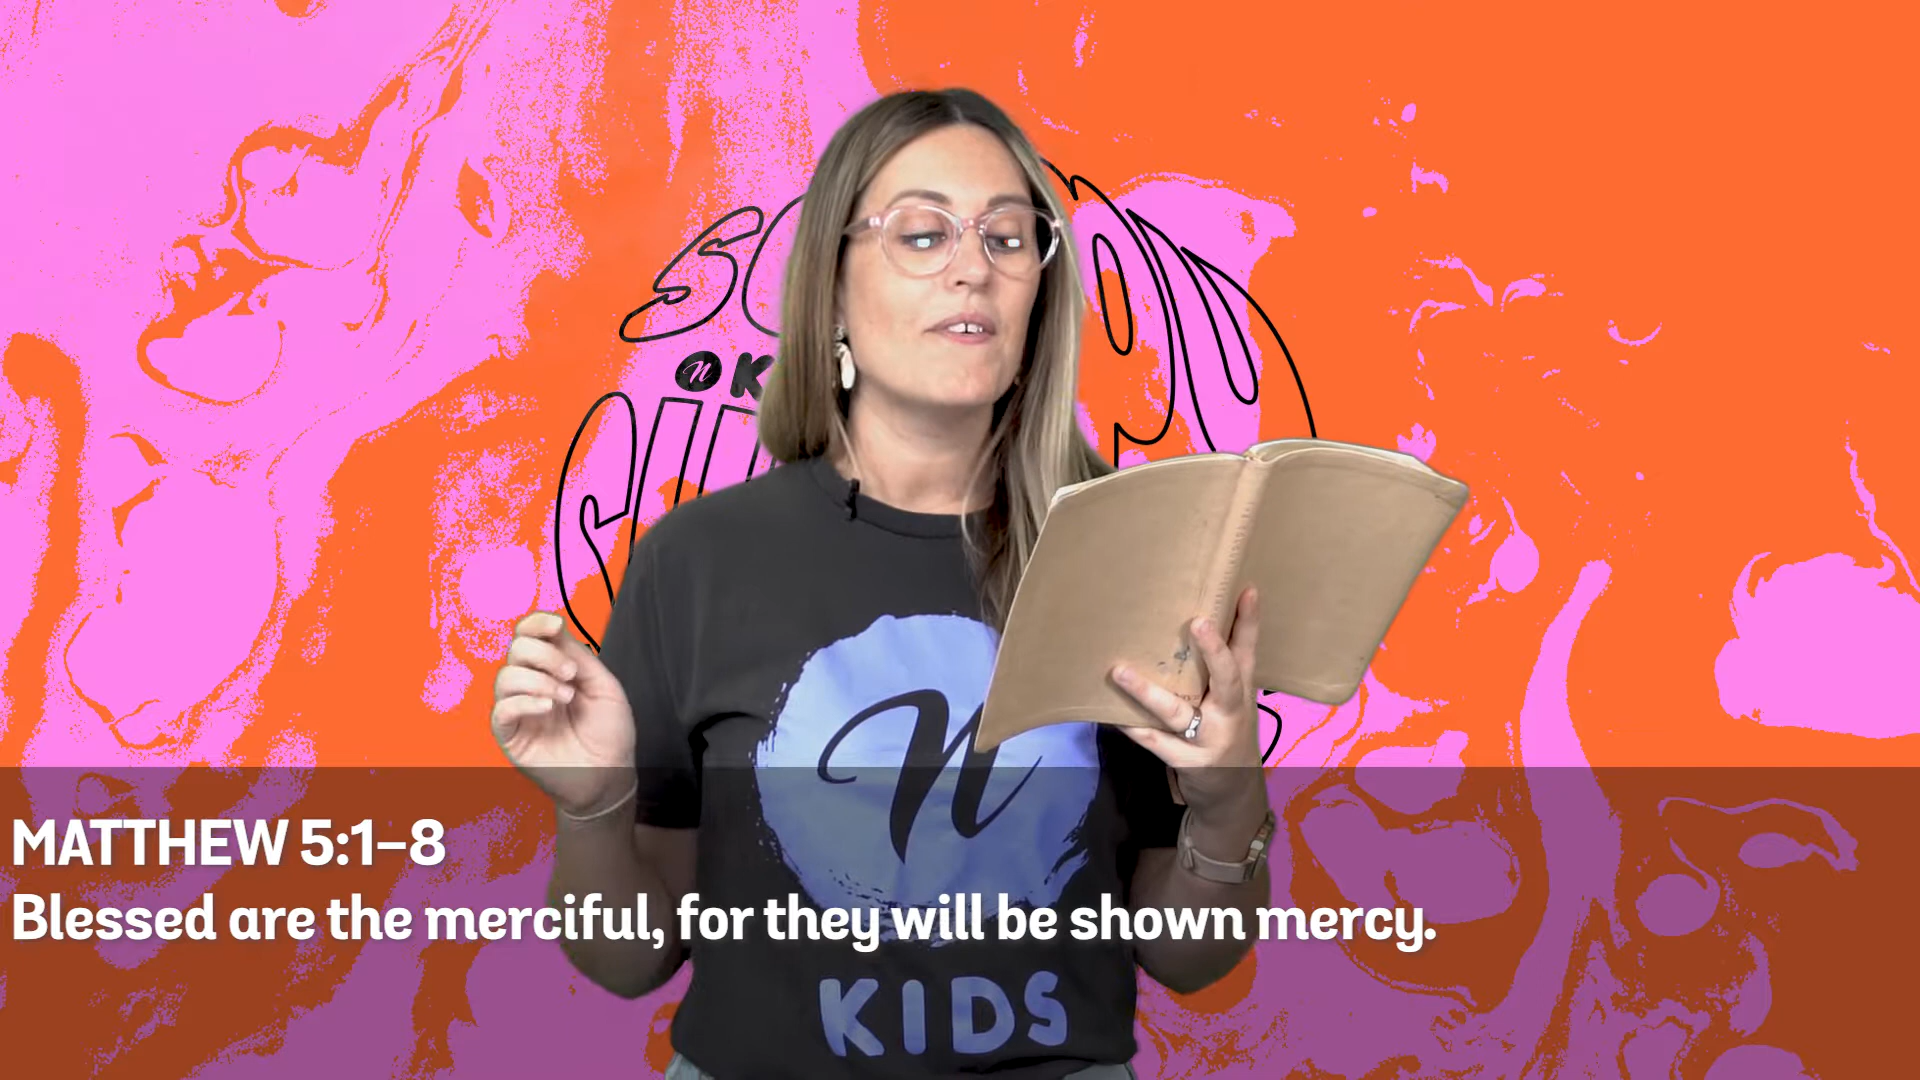 n K
n
KIDS
MATTHEW 5:1–8
Blessed are the merciful, for they will be shown mercy.